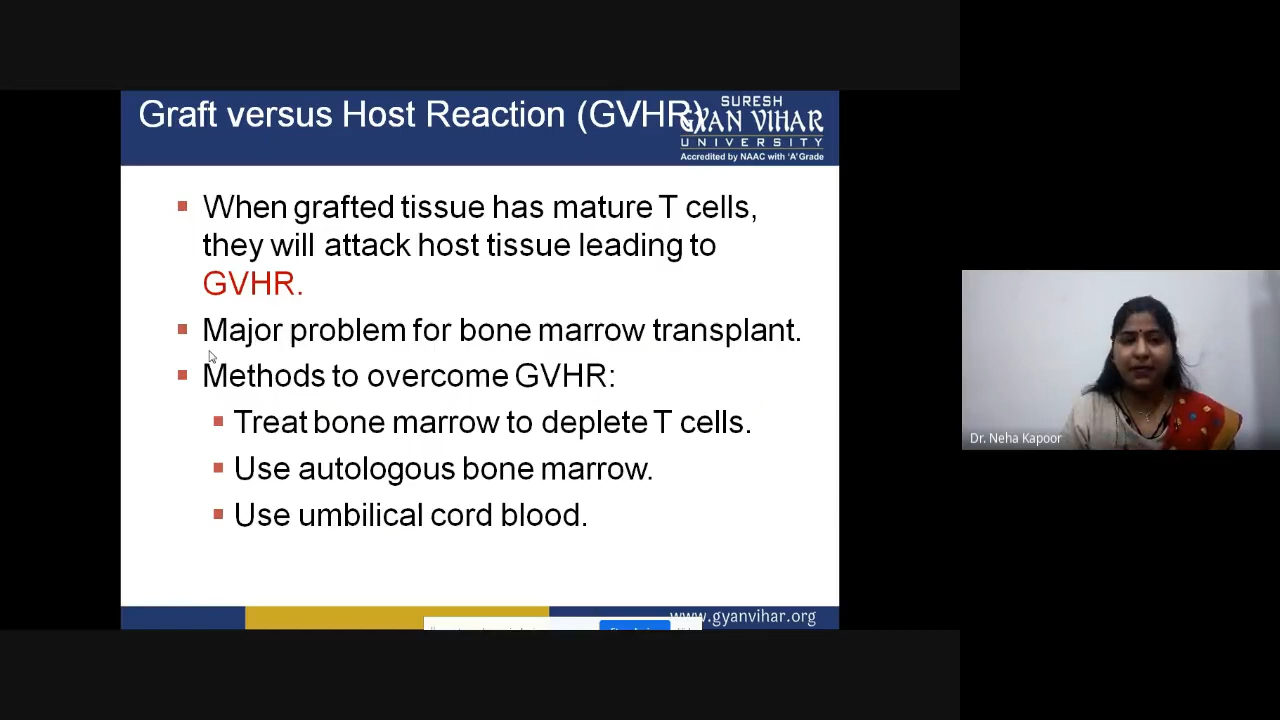 Graft versus Host Reaction (GVHR)
SURESH
GYAN VIHAR
UNIVERSITY
Accredited by NAAC with 'A' Grade
When grafted tissue has mature T cells,
they will attack host tissue leading to
GVHR.
Major problem for bone marrow transplant.
Methods to overcome GVHR:
Treat bone marrow to deplete T cells.
Use autologous bone marrow.
Use umbilical cord blood.
www.gyanvihar.org
Dr. Neha Kapoor